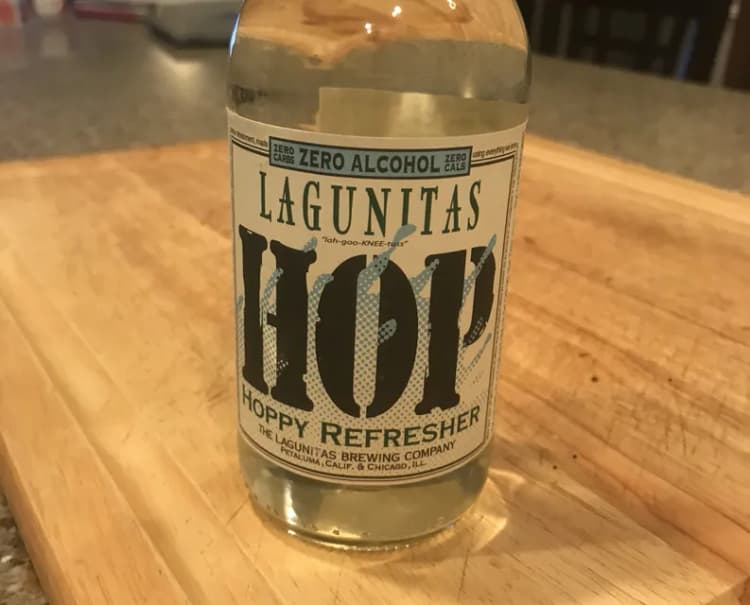 ZERO CARBS ZERO ALCOHOL ZERO CALS
LAGUNITAS
"lah-goo-KNEE-tuss"
HOP
HOPPY REFRESHER
THE LAGUNITAS BREWING COMPANY
PETALUMA, CALIF. & CHICAGO, ILL.